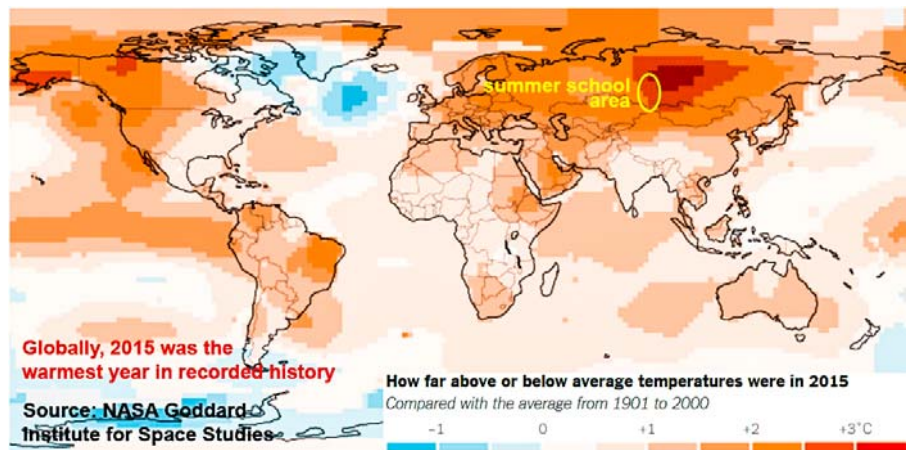 summer school
area
Globally, 2015 was the
warmest year in recorded history
Source: NASA Goddard
Institute for Space Studies
How far above or below average temperatures were in 2015
Compared with the average from 1901 to 2000
−1 0 +1 +2 +3°C